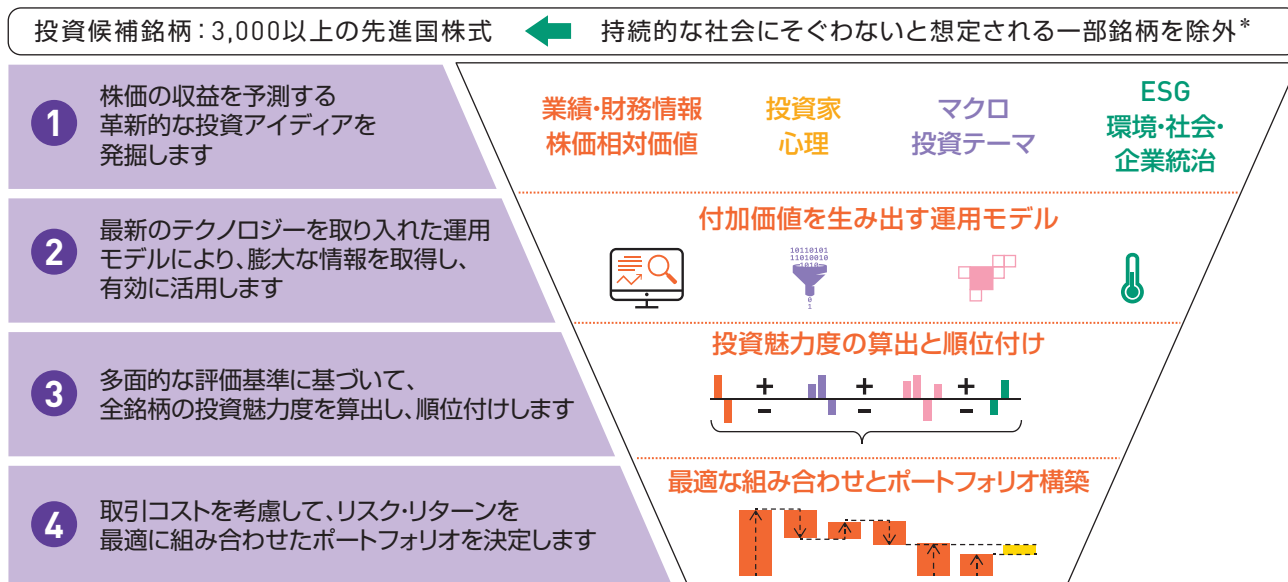 投資候補銘柄：3,000以上の先進国株式
持続的な社会にそぐわないと想定される一部銘柄を除外*
1
株価の収益を予測する
革新的な投資アイディアを
発掘します
業績・財務情報
株価相対価値
投資家
心理
マクロ
投資テーマ
ESG
環境・社会・
企業統治
2
最新のテクノロジーを取り入れた運用
モデルにより、膨大な情報を取得し、
有効に活用します
付加価値を生み出す運用モデル
10110101
11010010
1010
0
1
3
多面的な評価基準に基づいて、
全銘柄の投資魅力度を算出し、順位付けします
投資魅力度の算出と順位付け
+ + +
− − −
4
取引コストを考慮して、リスク・リターンを
最適に組み合わせたポートフォリオを決定します
最適な組み合わせとポートフォリオ構築